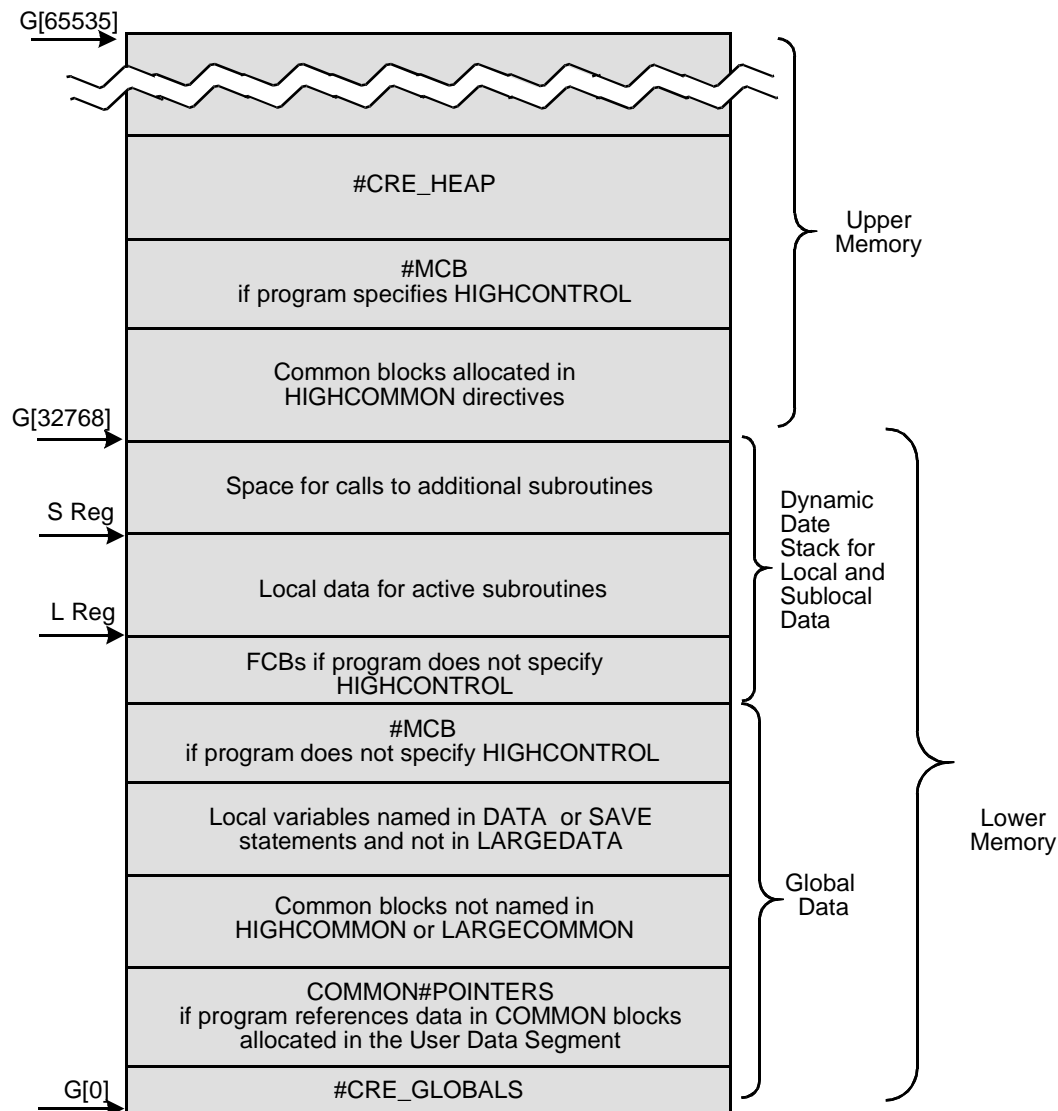 G[65535]
#CRE_HEAP
Upper
Memory
#MCB
if program specifies HIGHCONTROL
Common blocks allocated in
HIGHCOMMON directives
G[32768]
Space for calls to additional subroutines
S Reg
Dynamic
Date
Stack for
Local and
Sublocal
Data
Local data for active subroutines
L Reg
FCBs if program does not specify
HIGHCONTROL
#MCB
if program does not specify HIGHCONTROL
Local variables named in DATA or SAVE
statements and not in LARGEDATA
Lower
Memory
Common blocks not named in
HIGHCOMMON or LARGECOMMON
Global
Data
COMMON#POINTERS
if program references data in COMMON blocks
allocated in the User Data Segment
G[0]
#CRE_GLOBALS